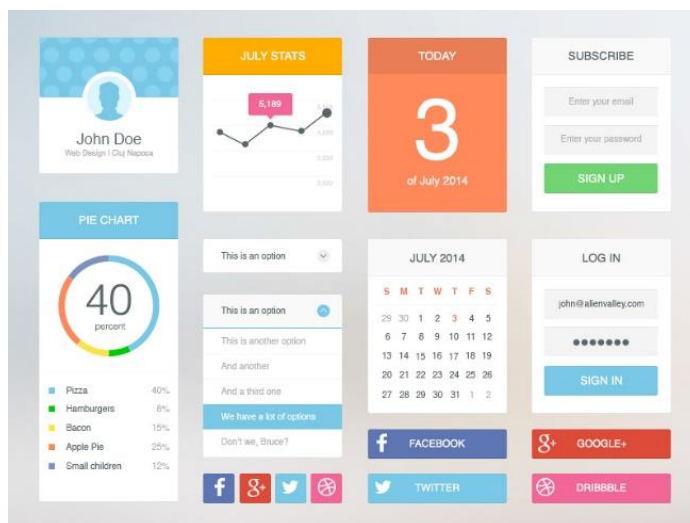 John Doe
Web Design | Cluj Napoca
JULY STATS
5,189
TODAY
3
of July 2014
SUBSCRIBE
Enter your email
Enter your password
SIGN UP
PIE CHART
40
percent
Pizza 40%
Hamburgers 8%
Bacon 15%
Apple Pie 25%
Small children 12%
This is an option
This is an option
This is another option
And another
And a third one
We have a lot of options
Don't we, Bruce?
f g+
JULY 2014
S M T W T F S
29 30 1 2 3 4 5
6 7 8 9 10 11 12
13 14 15 16 17 18 19
20 21 22 23 24 25 26
27 28 29 30 31 1 2
LOG IN
john@alienvalley.com
SIGN IN
f FACEBOOK
g+ GOOGLE+
TWITTER
DRIBBBLE